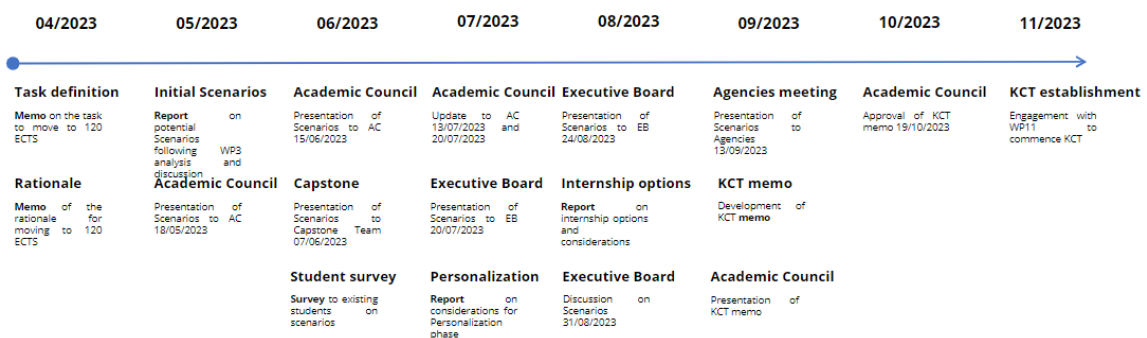 04/2023
05/2023
06/2023
07/2023
08/2023
09/2023
10/2023
11/2023
Task definition
Memo on the task
to move to 120
ECTS
Initial Scenarios
Report on
potential
Scenarios
following WP3
analysis and
discussion
Academic Council
Presentation of
Scenarios to AC
15/06/2023
Academic Council
Update to AC
13/07/2023 and
20/07/2023
Executive Board
Presentation of
Scenarios to EB
24/08/2023
Agencies meeting
Presentation of
Scenarios to
Agencies
13/09/2023
Academic Council
Approval of KCT
memo 19/10/2023
KCT establishment
Engagement with
WP11 to
commence KCT
Rationale
Memo of the
rationale for
moving to 120
ECTS
Academic Council
Presentation of
Scenarios to AC
18/05/2023
Capstone
Presentation of
Scenarios to
Capstone Team
07/06/2023
Executive Board
Presentation of
Scenarios to EB
20/07/2023
Internship options
Report on
internship options
and
considerations
KCT memo
Development of
KCT memo
Student survey
Survey to existing
students on
scenarios
Personalization
Report on
considerations for
Personalization
phase
Executive Board
Discussion on
Scenarios
31/08/2023
Academic Council
Presentation of
KCT memo